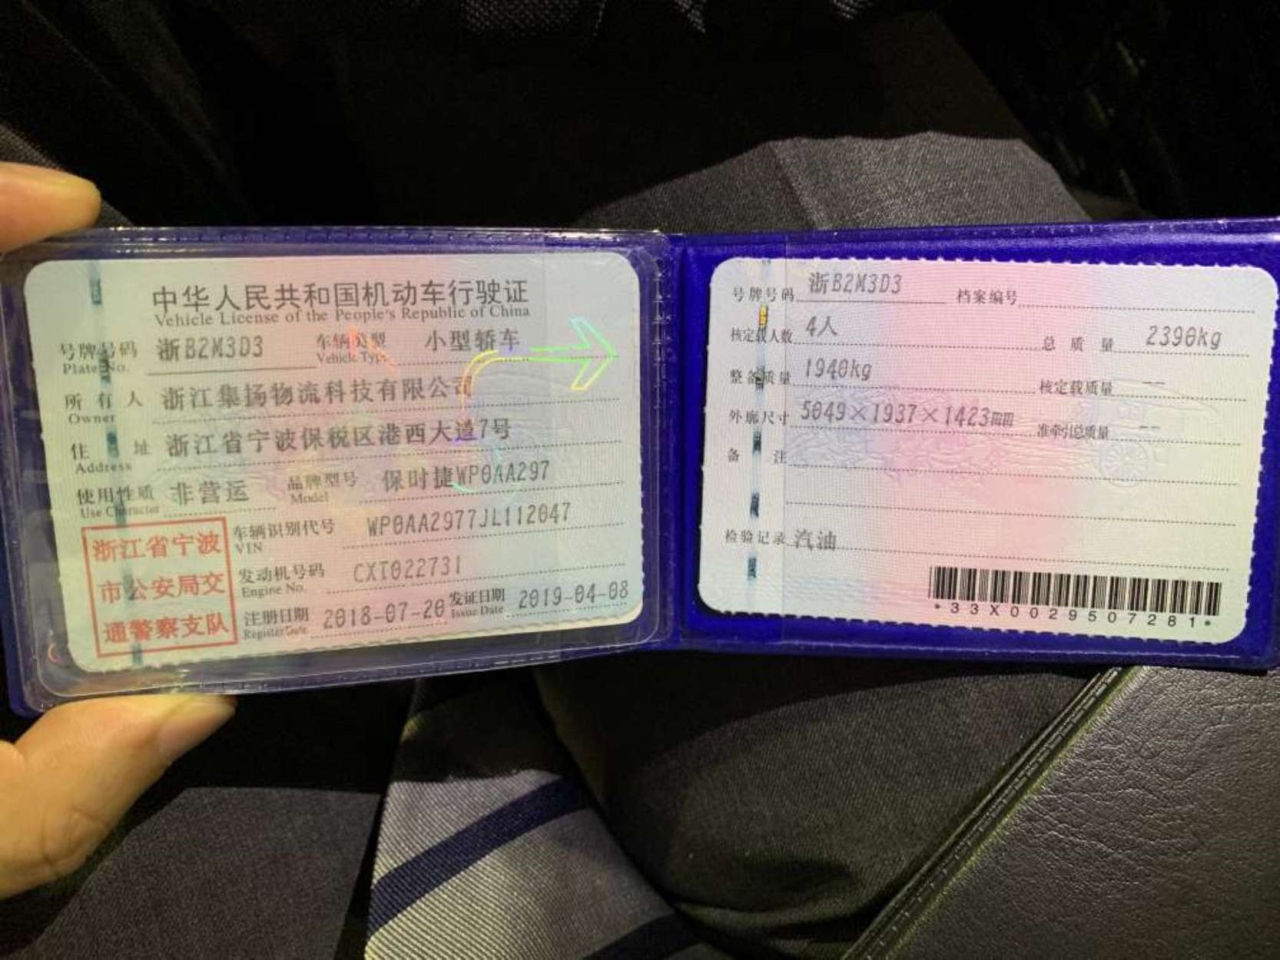 中华人民共和国机动车行驶证
Vehicle License of the People's Republic of China
号牌号码 浙B2M3D3 车辆类型 小型轿车
Plate No. Vehicle Type
所有人 浙江集扬物流科技有限公司
Owner
住址 浙江省宁波保税区港西大道7号
Address
使用性质 非营运 品牌型号 保时捷WP0AA297
Use Character Model
浙江省宁波
市公安局交
通警察支队
车辆识别代号 WP0AA2977JL112047
VIN
发动机号码 CXT022731
Engine No.
注册日期 2018-07-20 发证日期 2019-04-08
Register Date Issue Date
号牌号码 浙B2M3D3 档案编号
核定载人数 4人 总质量 2390kg
整备质量 1940kg 核定载质量 --
外廓尺寸 5049×1937×1423mm 准牵引总质量 --
备注
检验记录 汽油
*33X0029507281*